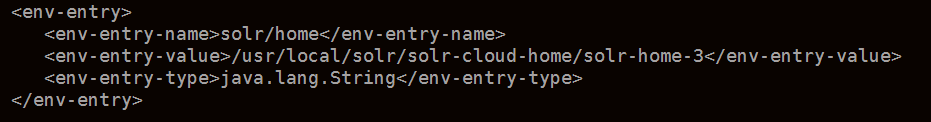 <env-entry>
<env-entry-name>solr/home</env-entry-name>
<env-entry-value>/usr/local/solr/solr-cloud-home/solr-home-3</env-entry-value>
<env-entry-type>java.lang.String</env-entry-type>
</env-entry>